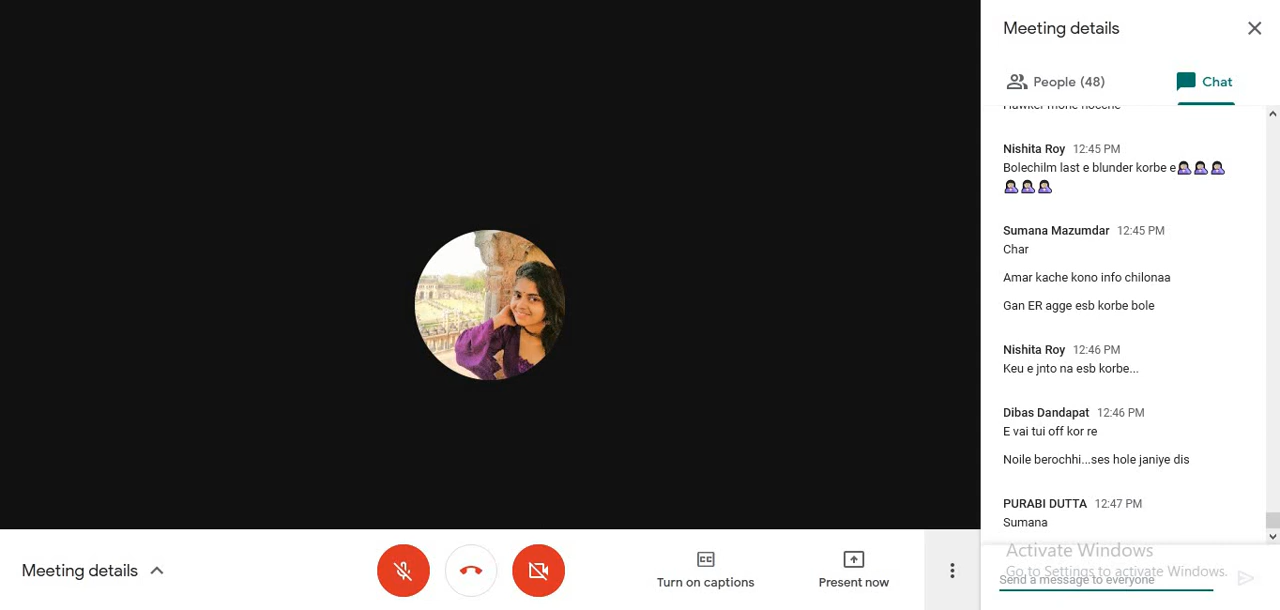 Meeting details
People (48)
Chat
Hawker mone hocche
Nishita Roy 12:45 PM
Bolechilm last e blunder korbe e🤦🏻‍♀️🤦🏻‍♀️🤦🏻‍♀️
🤦🏻‍♀️🤦🏻‍♀️🤦🏻‍♀️
Sumana Mazumdar 12:45 PM
Char
Amar kache kono info chilonaa
Gan ER agge esb korbe bole
Nishita Roy 12:46 PM
Keu e jnto na esb korbe...
Dibas Dandapat 12:46 PM
E vai tui off kor re
Noile berochhi...ses hole janiye dis
PURABI DUTTA 12:47 PM
Sumana
Activate Windows
Go to Settings to activate Windows.
Send a message to everyone
Meeting details
CC
Turn on captions
Present now